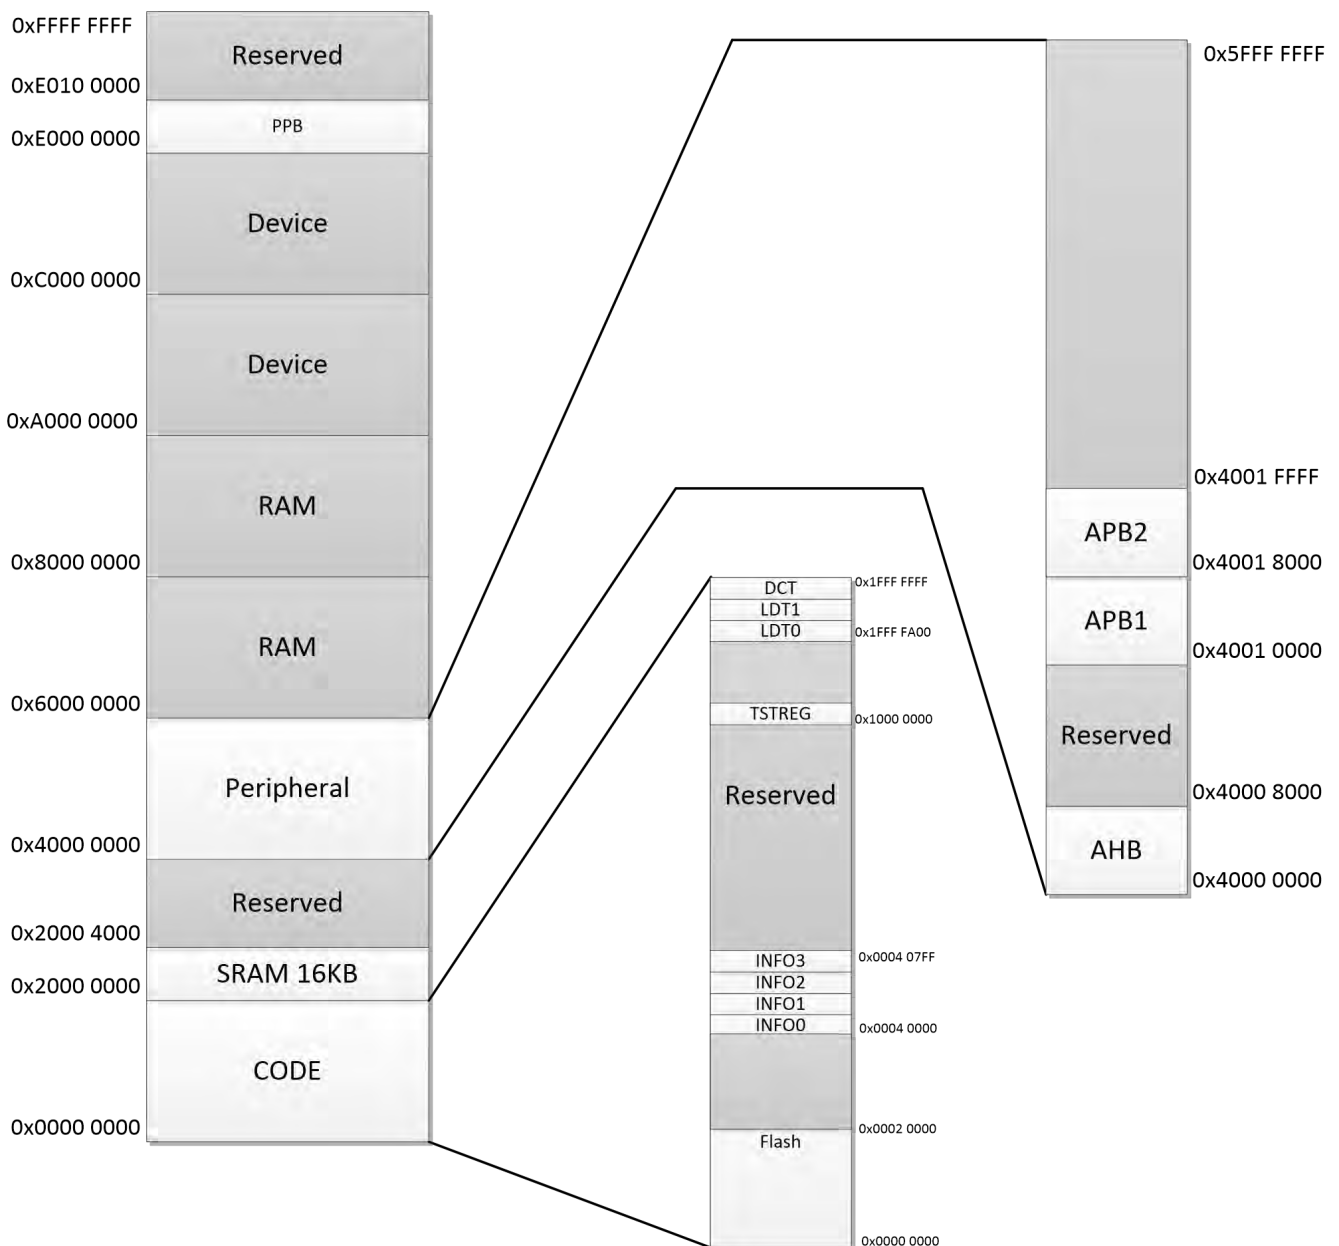 0xFFFF FFFF
Reserved
0xE010 0000
PPB
0xE000 0000
Device
0xC000 0000
Device
0xA000 0000
RAM
0x8000 0000
RAM
0x6000 0000
Peripheral
0x4000 0000
Reserved
0x2000 4000
SRAM 16KB
0x2000 0000
CODE
0x0000 0000
DCT
0x1FFF FFFF
LDT1
LDT0
0x1FFF FA00
TSTREG
0x1000 0000
Reserved
INFO3
0x0004 07FF
INFO2
INFO1
INFO0
0x0004 0000
0x0002 0000
Flash
0x0000 0000
0x5FFF FFFF
0x4001 FFFF
APB2
0x4001 8000
APB1
0x4001 0000
Reserved
0x4000 8000
AHB
0x4000 0000